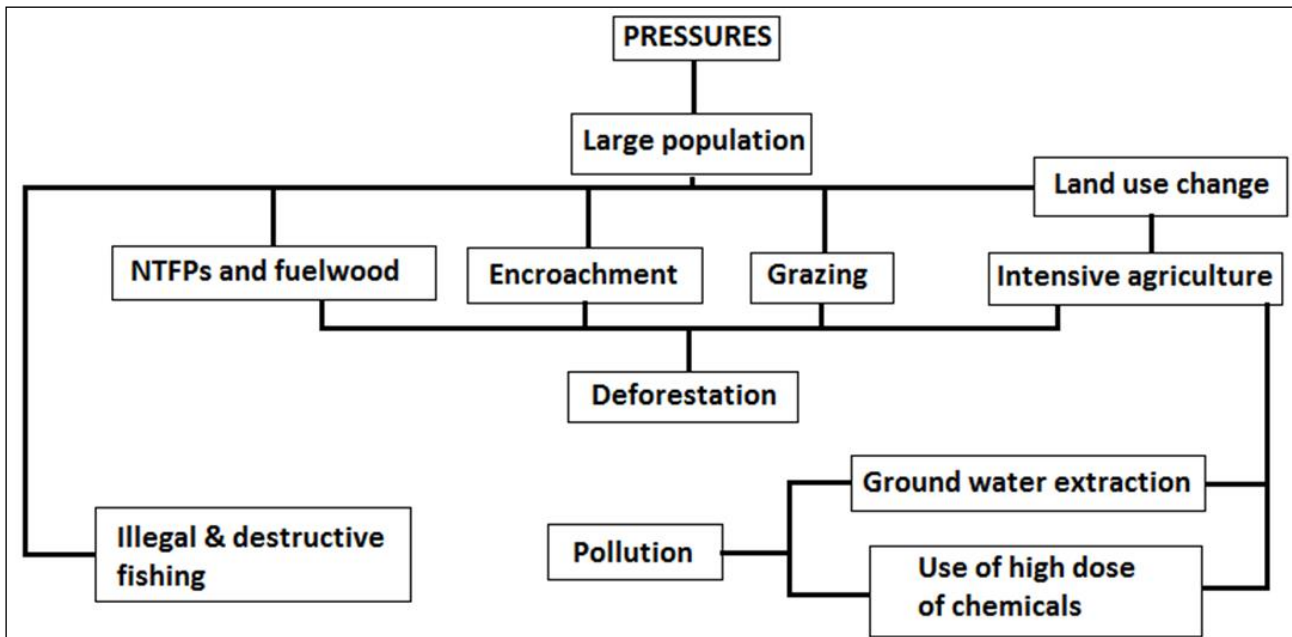 PRESSURES
Large population
Land use change
NTFPs and fuelwood
Encroachment
Grazing
Intensive agriculture
Deforestation
Ground water extraction
Illegal & destructive
fishing
Pollution
Use of high dose
of chemicals